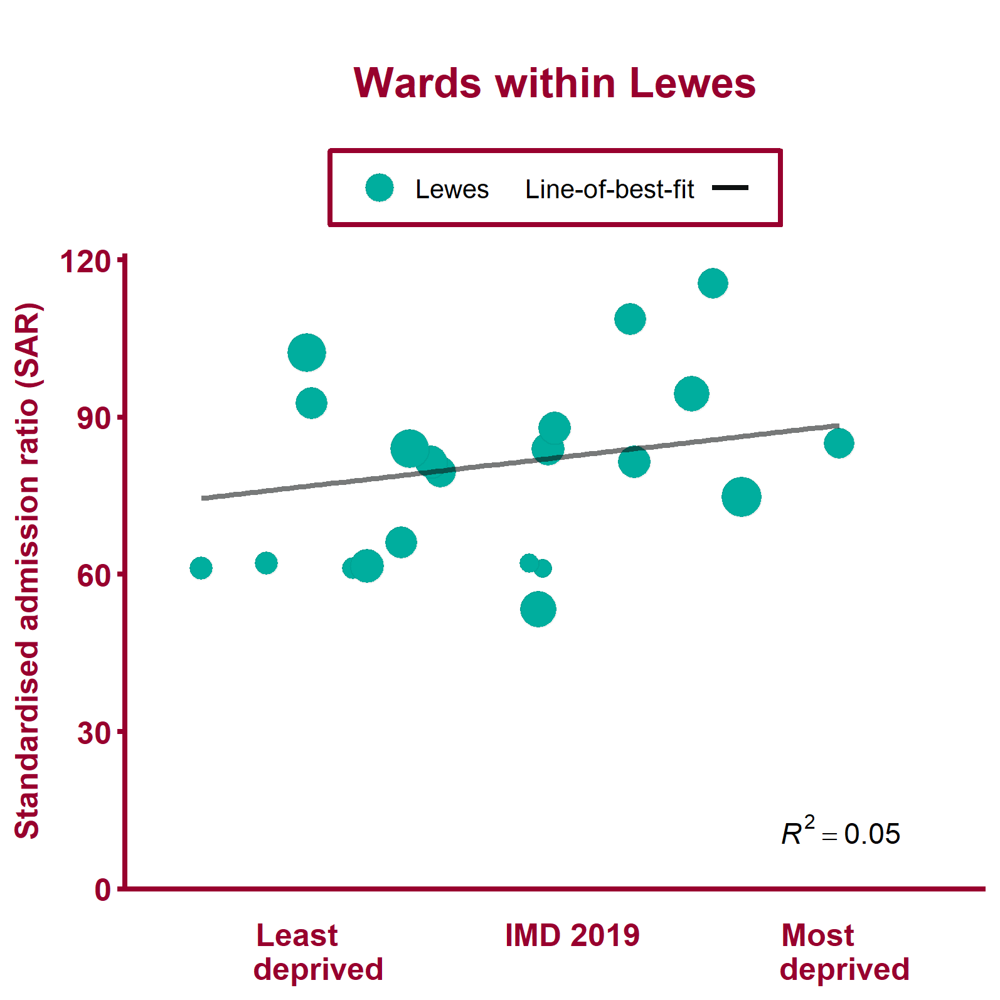 Wards within Lewes
Lewes Line-of-best-fit
Standardised admission ratio (SAR)
120
90
60
30
0
R² = 0.05
Least deprived
IMD 2019
Most deprived